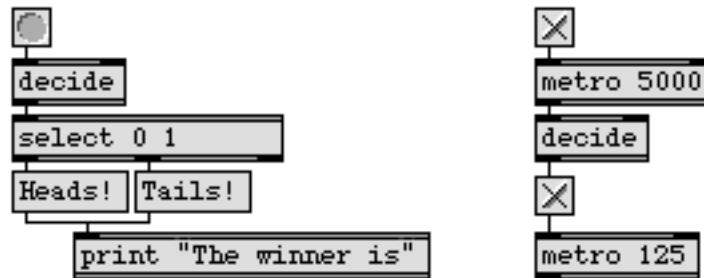 decide
select 0 1
Heads!
Tails!
print "The winner is"
metro 5000
decide
metro 125